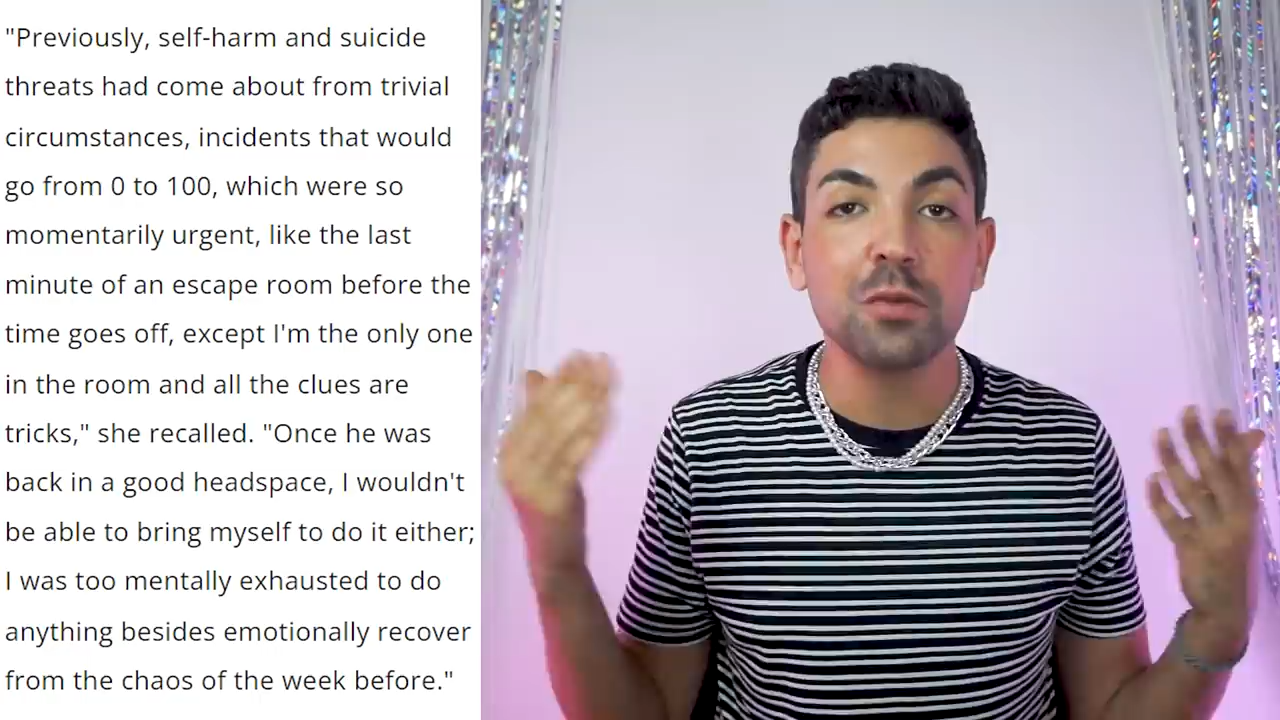 "Previously, self-harm and suicide
threats had come about from trivial
circumstances, incidents that would
go from 0 to 100, which were so
momentarily urgent, like the last
minute of an escape room before the
time goes off, except I'm the only one
in the room and all the clues are
tricks," she recalled. "Once he was
back in a good headspace, I wouldn't
be able to bring myself to do it either;
I was too mentally exhausted to do
anything besides emotionally recover
from the chaos of the week before."